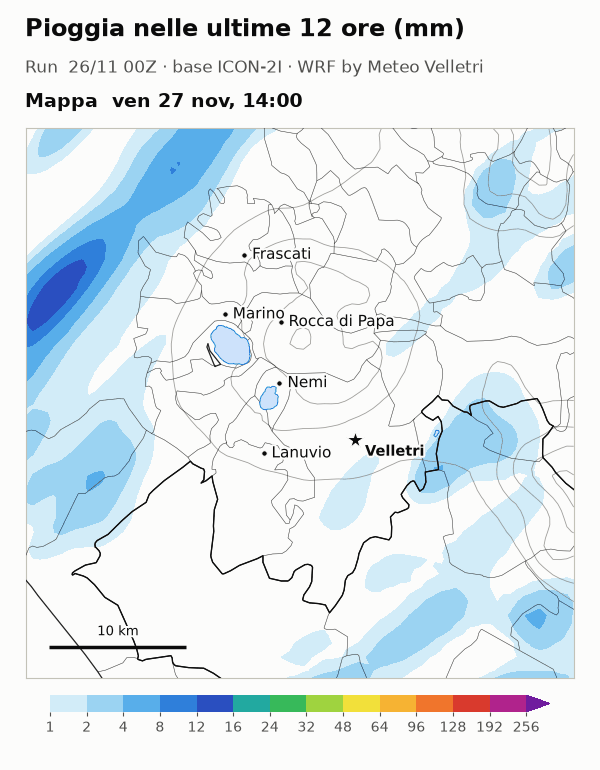 Pioggia nelle ultime 12 ore (mm)
Run  26/11 00Z · base ICON-2I · WRF by Meteo Velletri
Mappa  ven 27 nov, 14:00
Frascati
Marino
Rocca di Papa
Nemi
Velletri
Lanuvio
10 km
1 2 4 8 12 16 24 32 48 64 96 128 192 256